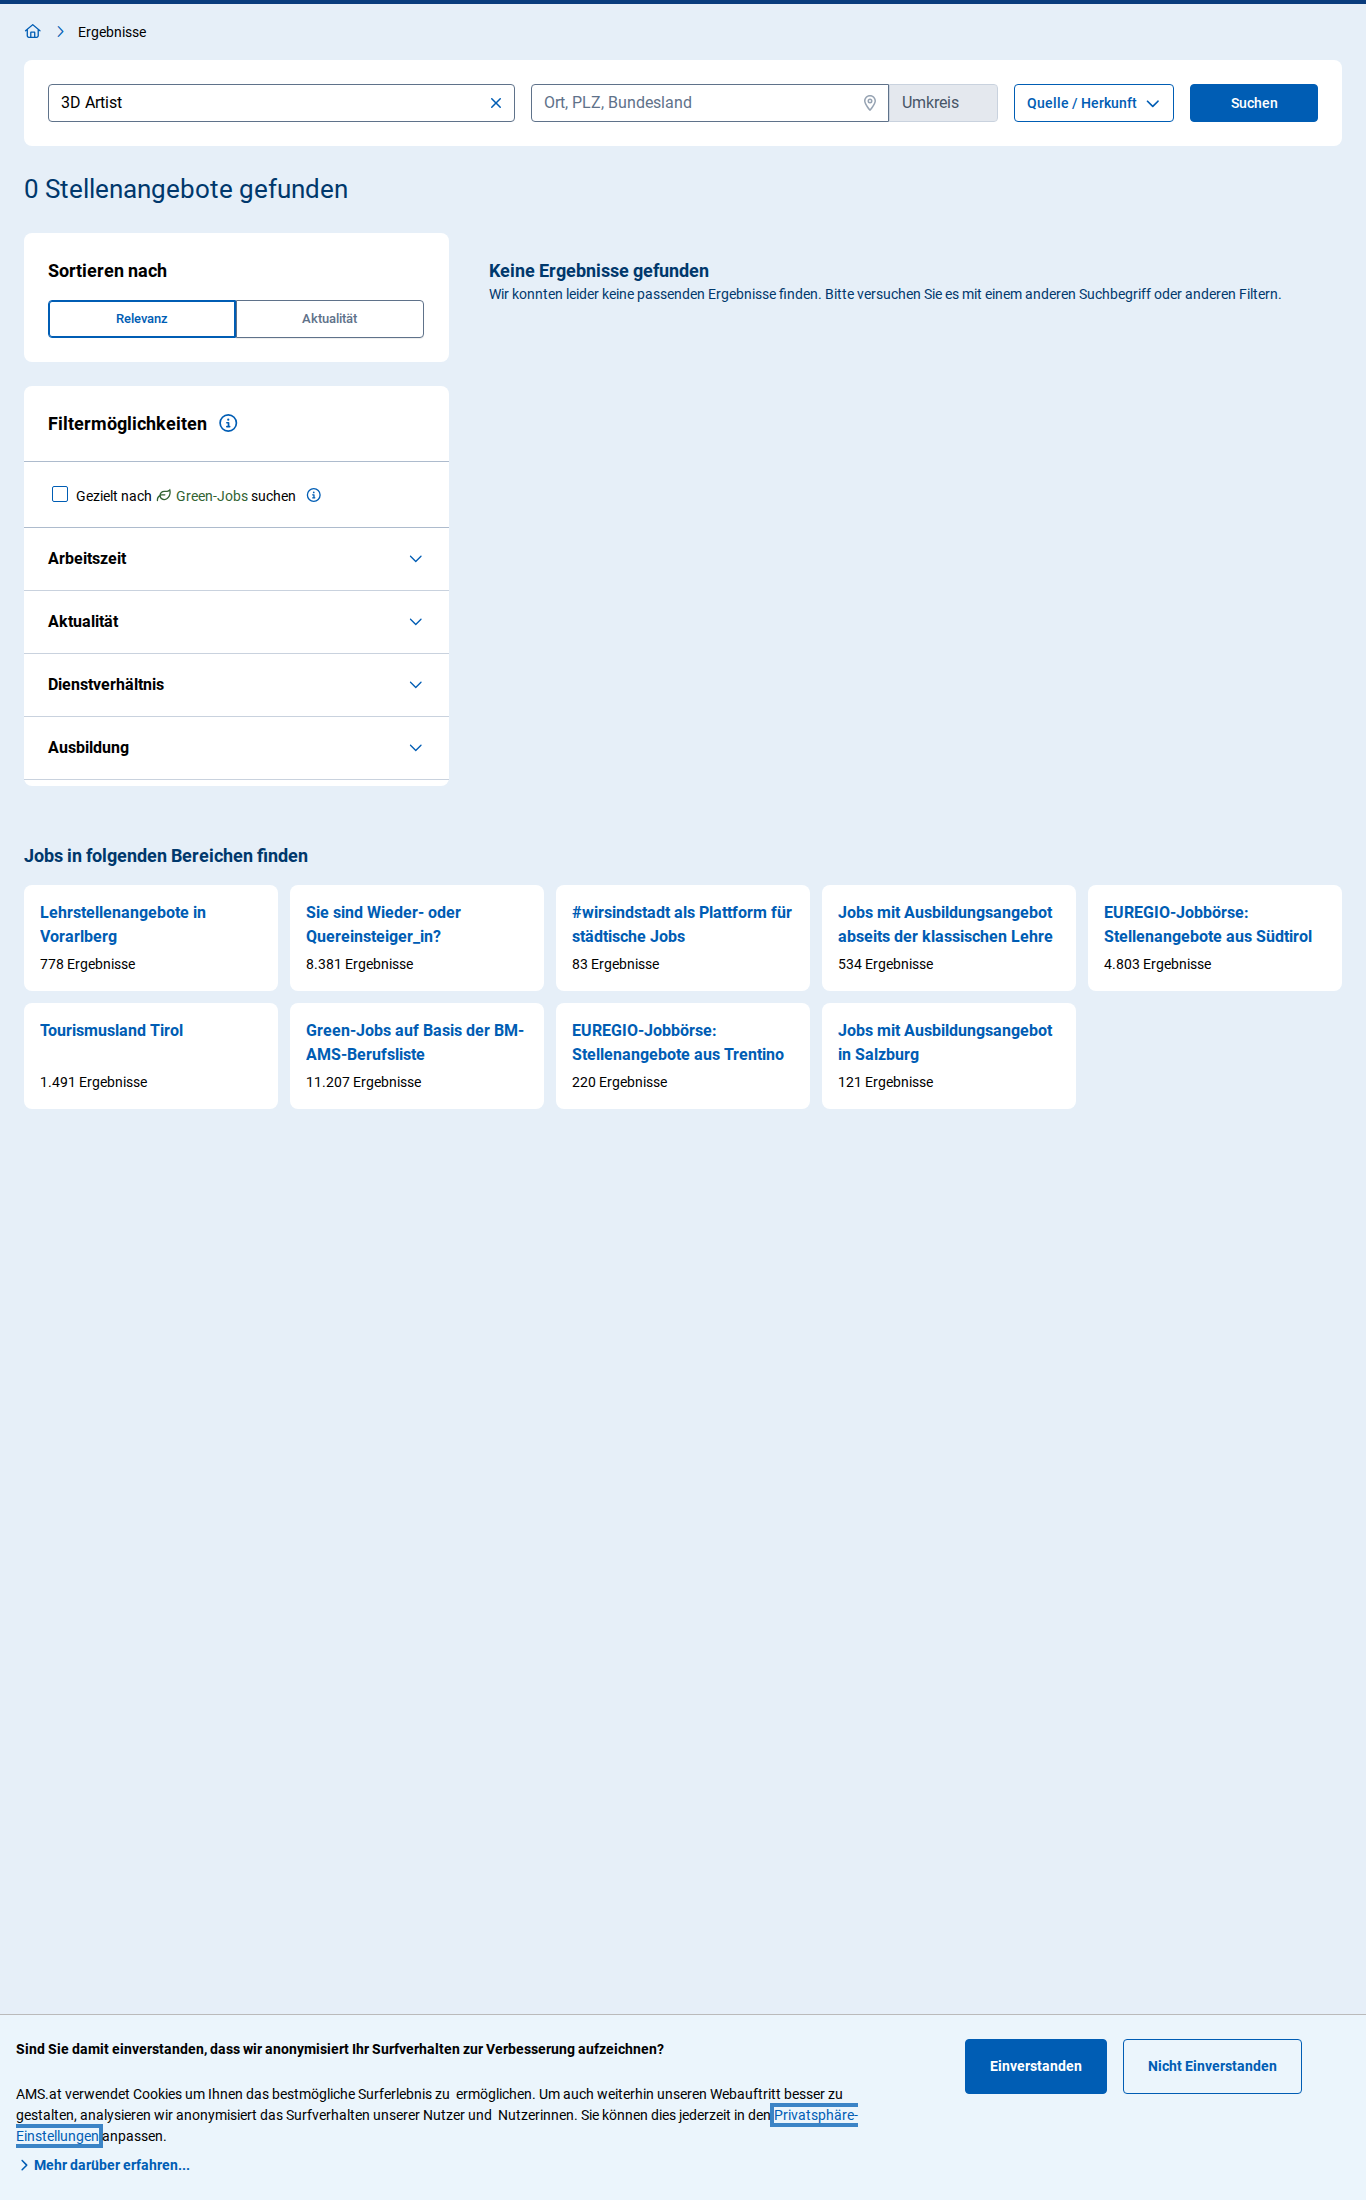 Ergebnisse
3D Artist
Ort, PLZ, Bundesland
Umkreis
Quelle / Herkunft
Suchen
0 Stellenangebote gefunden
Sortieren nach
Relevanz
Aktualität
Keine Ergebnisse gefunden
Wir konnten leider keine passenden Ergebnisse finden. Bitte versuchen Sie es mit einem anderen Suchbegriff oder anderen Filtern.
Filtermöglichkeiten
Gezielt nach Green-Jobs suchen
Arbeitszeit
Aktualität
Dienstverhältnis
Ausbildung
Jobs in folgenden Bereichen finden
Lehrstellenangebote in
Vorarlberg
778 Ergebnisse
Sie sind Wieder- oder
Quereinsteiger_in?
8.381 Ergebnisse
#wirsindstadt als Plattform für
städtische Jobs
83 Ergebnisse
Jobs mit Ausbildungsangebot
abseits der klassischen Lehre
534 Ergebnisse
EUREGIO-Jobbörse:
Stellenangebote aus Südtirol
4.803 Ergebnisse
Tourismusland Tirol
1.491 Ergebnisse
Green-Jobs auf Basis der BM-
AMS-Berufsliste
11.207 Ergebnisse
EUREGIO-Jobbörse:
Stellenangebote aus Trentino
220 Ergebnisse
Jobs mit Ausbildungsangebot
in Salzburg
121 Ergebnisse
Sind Sie damit einverstanden, dass wir anonymisiert Ihr Surfverhalten zur Verbesserung aufzeichnen?
AMS.at verwendet Cookies um Ihnen das bestmögliche Surferlebnis zu ermöglichen. Um auch weiterhin unseren Webauftritt besser zu
gestalten, analysieren wir anonymisiert das Surfverhalten unserer Nutzer und Nutzerinnen. Sie können dies jederzeit in den Privatsphäre-
Einstellungen anpassen.
Mehr darüber erfahren...
Einverstanden
Nicht Einverstanden